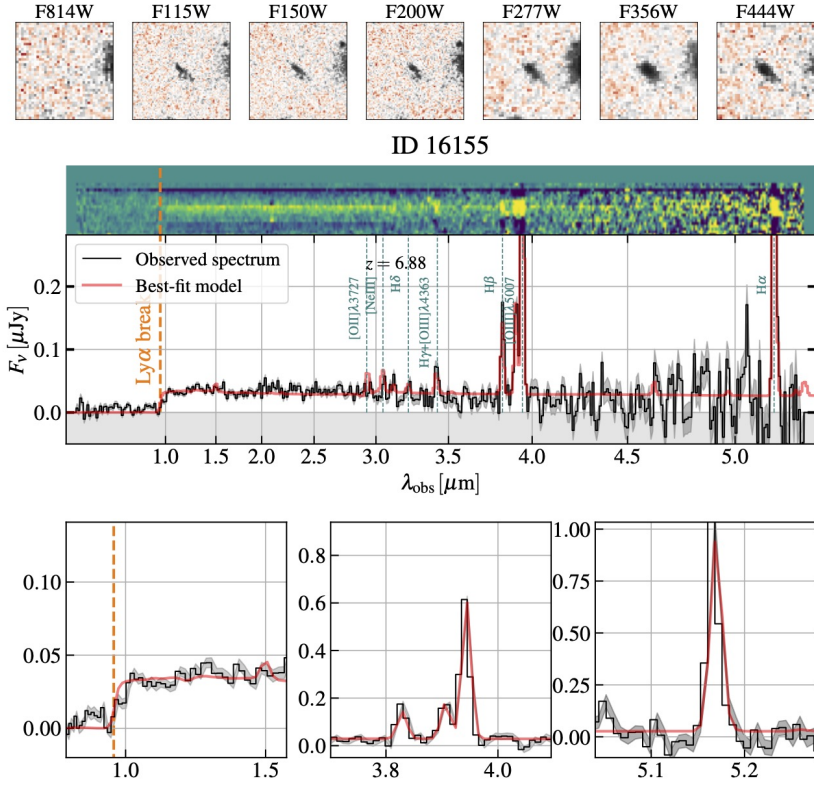 F814W F115W F150W F200W F277W F356W F444W
ID 16155
Observed spectrum
Best-fit model
z = 6.88
Lyα break
[OII]λ3727
[NeIII]
Hδ
Hγ+[OIII]λ4363
Hβ
[OIII]λ5007
Hα
0.2
0.1
0.0
F_ν [μJy]
1.0 1.5 2.0 2.5 3.0 3.5 4.0 4.5 5.0
λ_obs [μm]
0.10
0.05
0.00
1.0 1.5
0.8
0.6
0.4
0.2
0.0
3.8 4.0
1.00
0.75
0.50
0.25
0.00
5.1 5.2